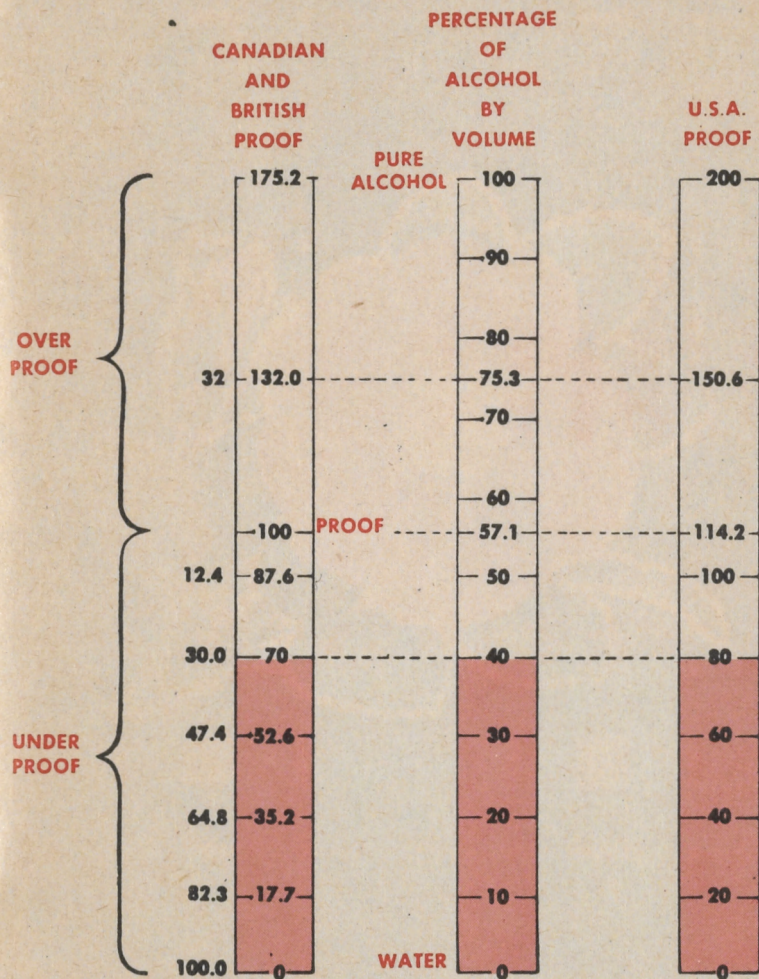 CANADIAN
AND
BRITISH
PROOF
PERCENTAGE
OF
ALCOHOL
BY
VOLUME
U.S.A.
PROOF
PURE
ALCOHOL
175.2 100 200
90
80
OVER
PROOF
32 132.0 75.3 150.6
70
60
100 PROOF 57.1 114.2
12.4 87.6 50 100
30.0 70 40 80
47.4 52.6 30 60
UNDER
PROOF
64.8 35.2 20 40
82.3 17.7 10 20
100.0 0 WATER 0 0